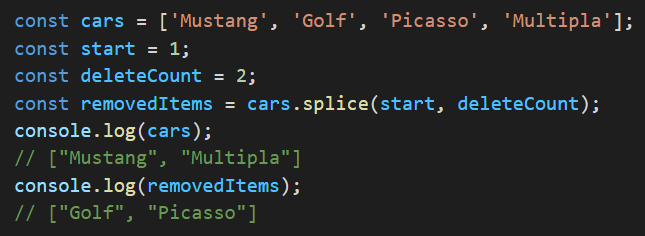 const cars = ['Mustang', 'Golf', 'Picasso', 'Multipla'];
const start = 1;
const deleteCount = 2;
const removedItems = cars.splice(start, deleteCount);
console.log(cars);
// ["Mustang", "Multipla"]
console.log(removedItems);
// ["Golf", "Picasso"]